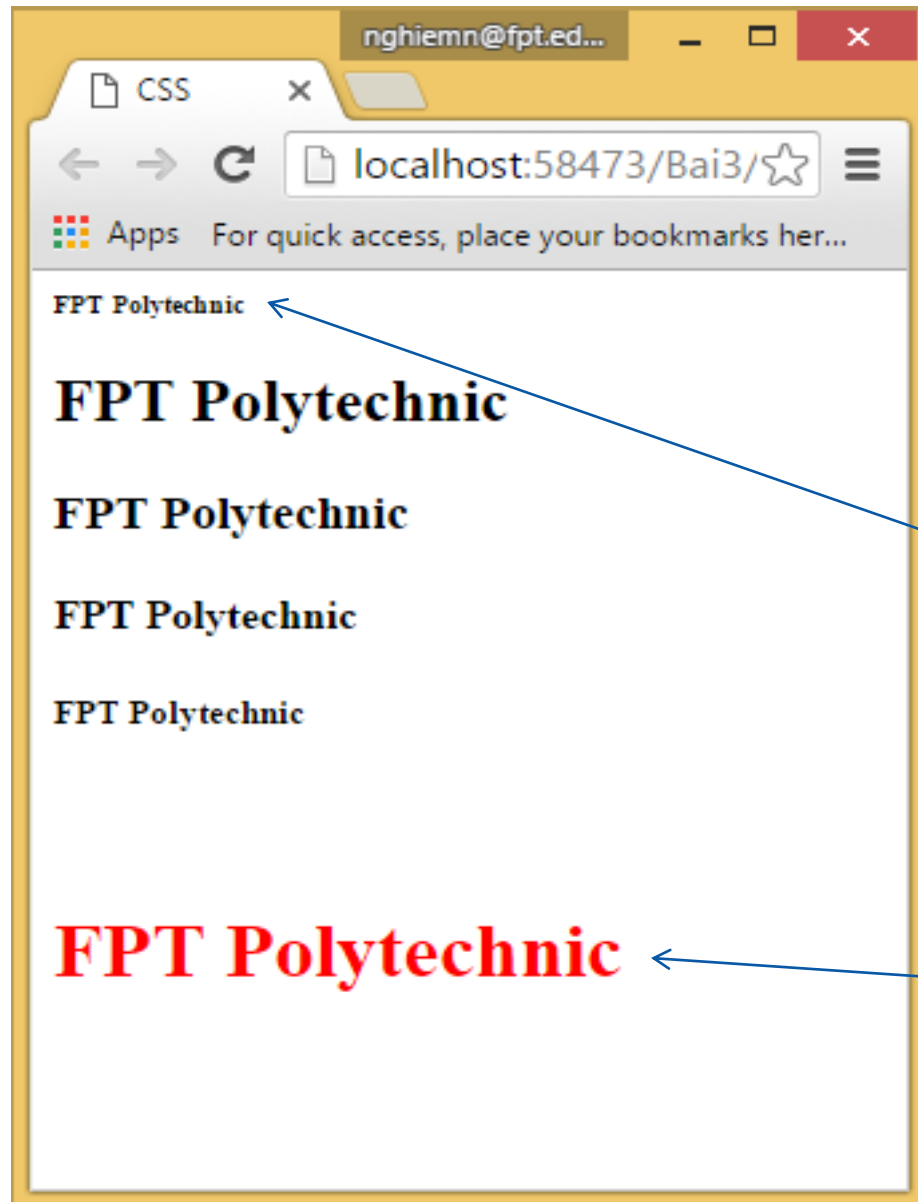 nghiemn@fpt.ed...
CSS
localhost:58473/Bai3/
Apps For quick access, place your bookmarks her...
FPT Polytechnic
FPT Polytechnic
FPT Polytechnic
FPT Polytechnic
FPT Polytechnic
FPT Polytechnic